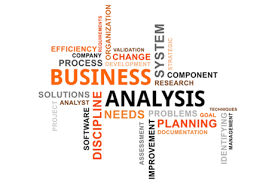 REQUIREMENTS
ORGANIZATION
SYSTEM
STRATEGIC
EFFICIENCY
VALIDATION
COMPANY
CHANGE
PROCESS
DEVELOPMENT
BUSINESS
COMPONENT
RESEARCH
SOLUTIONS
ANALYST
DISCIPLINE
ANALYSIS
PROJECT
SOFTWARE
NEEDS
PROBLEMS
TECHNIQUES
GOAL
PLANNING
DOCUMENTATION
ASSESSMENT
IMPROVEMENT
IDENTIFYING
MANAGEMENT